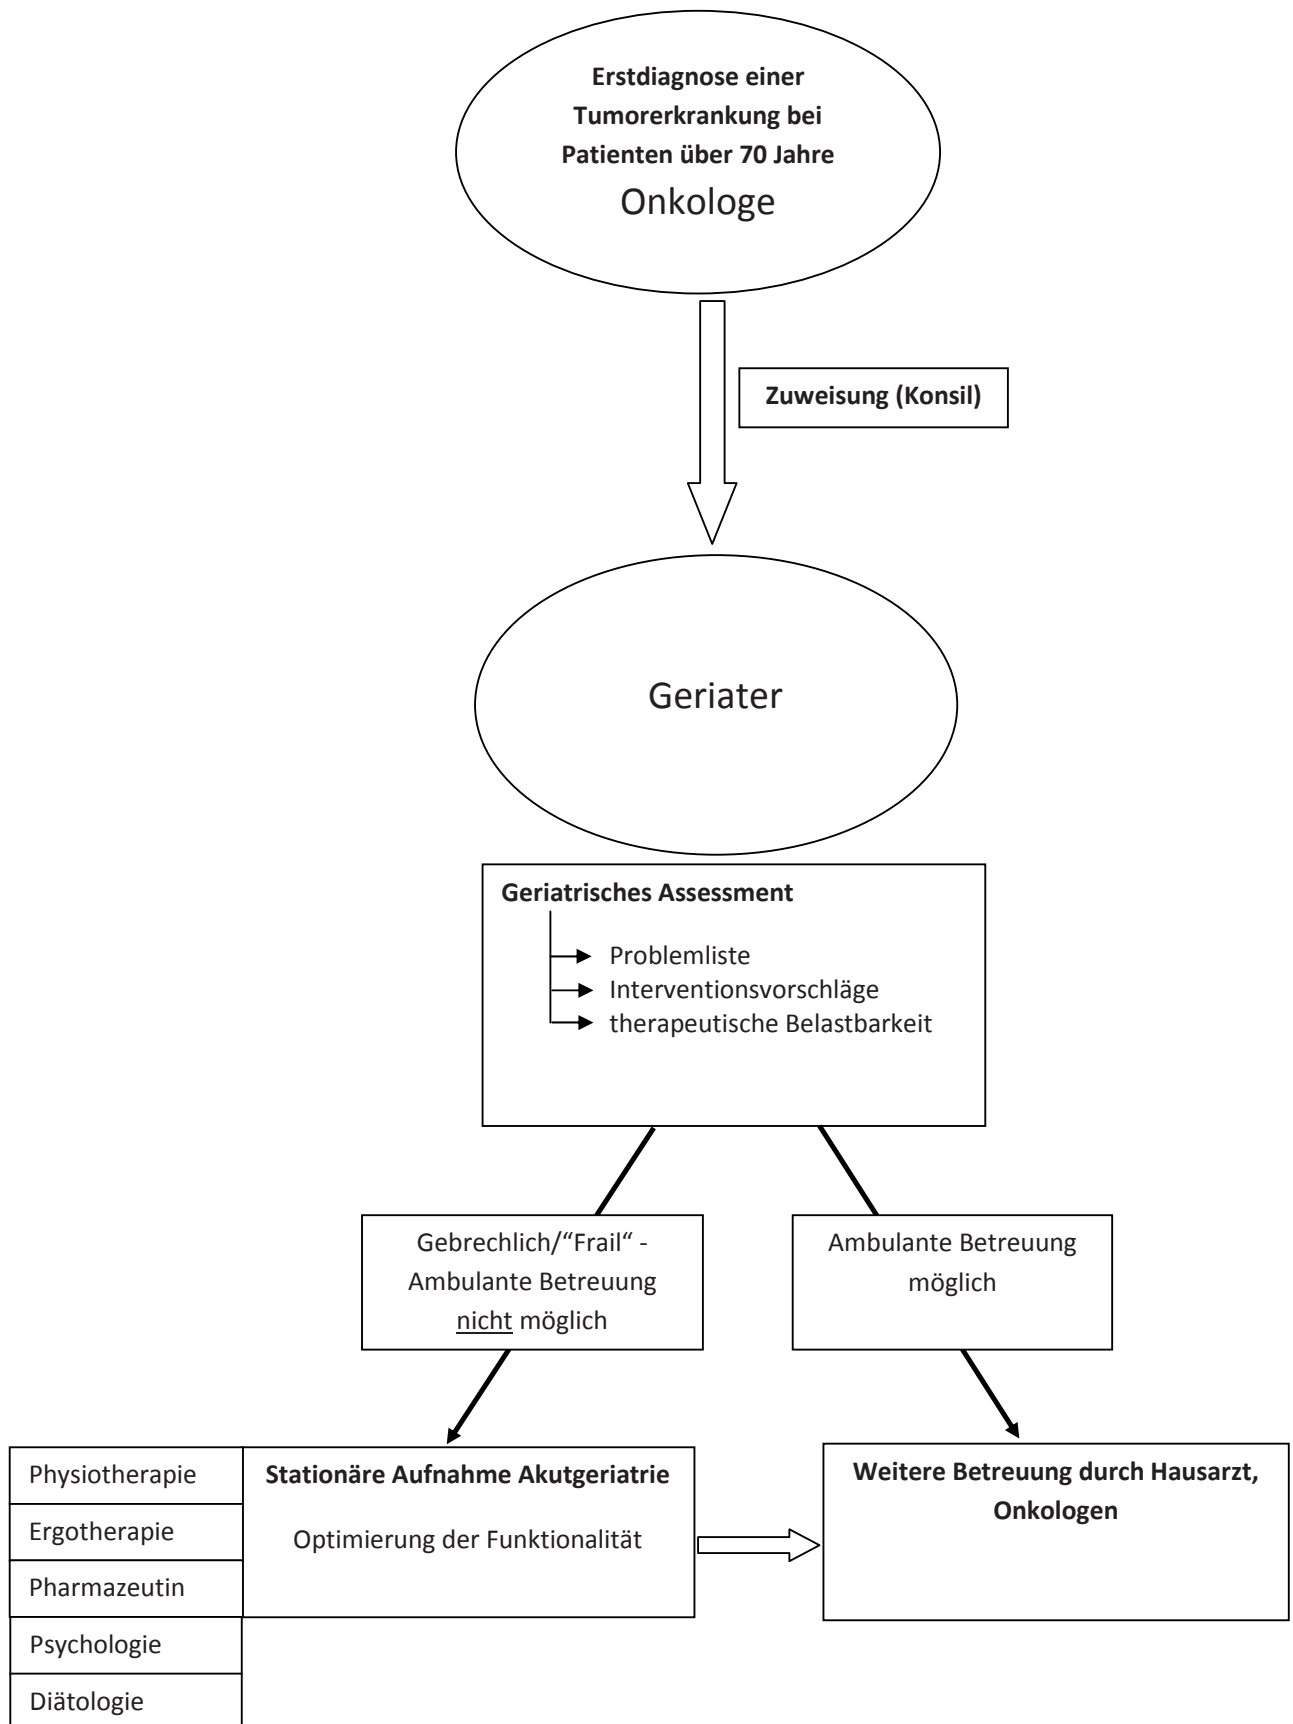 Erstdiagnose einer
Tumorerkrankung bei
Patienten über 70 Jahre
Onkologe
Zuweisung (Konsil)
Geriater
Geriatrisches Assessment
Problemliste
Interventionsvorschläge
therapeutische Belastbarkeit
Gebrechlich/“Frail“ -
Ambulante Betreuung
nicht möglich
Ambulante Betreuung
möglich
Physiotherapie
Ergotherapie
Pharmazeutin
Psychologie
Diätologie
Stationäre Aufnahme Akutgeriatrie
Optimierung der Funktionalität
Weitere Betreuung durch Hausarzt,
Onkologen